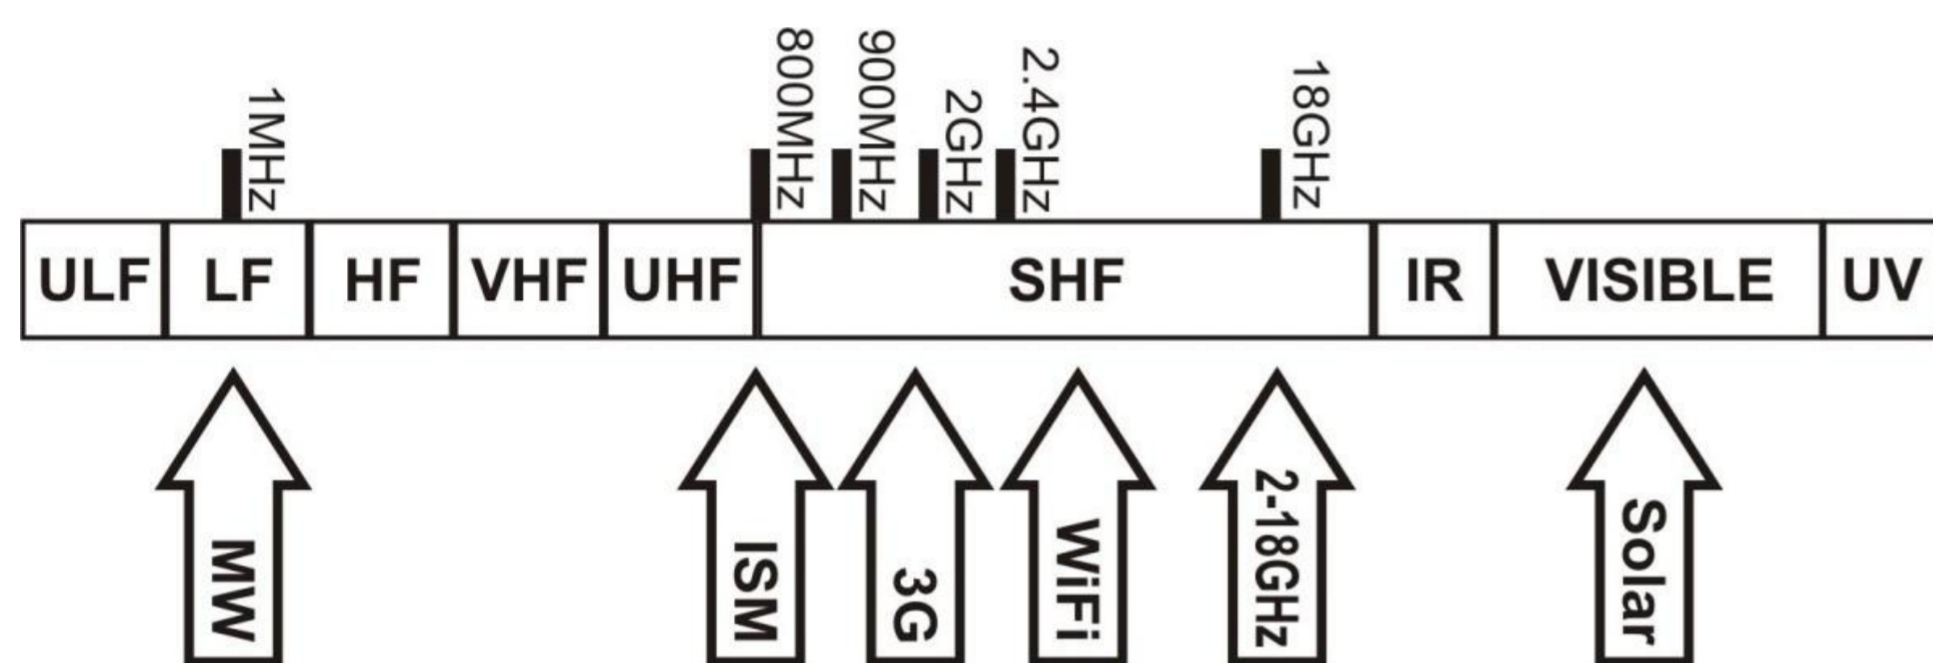 1MHz
800MHz
900MHz
2GHz
2.4GHz
18GHz
ULF LF HF VHF UHF SHF IR VISIBLE UV
MW
ISM
3G
WiFi
2-18GHz
Solar